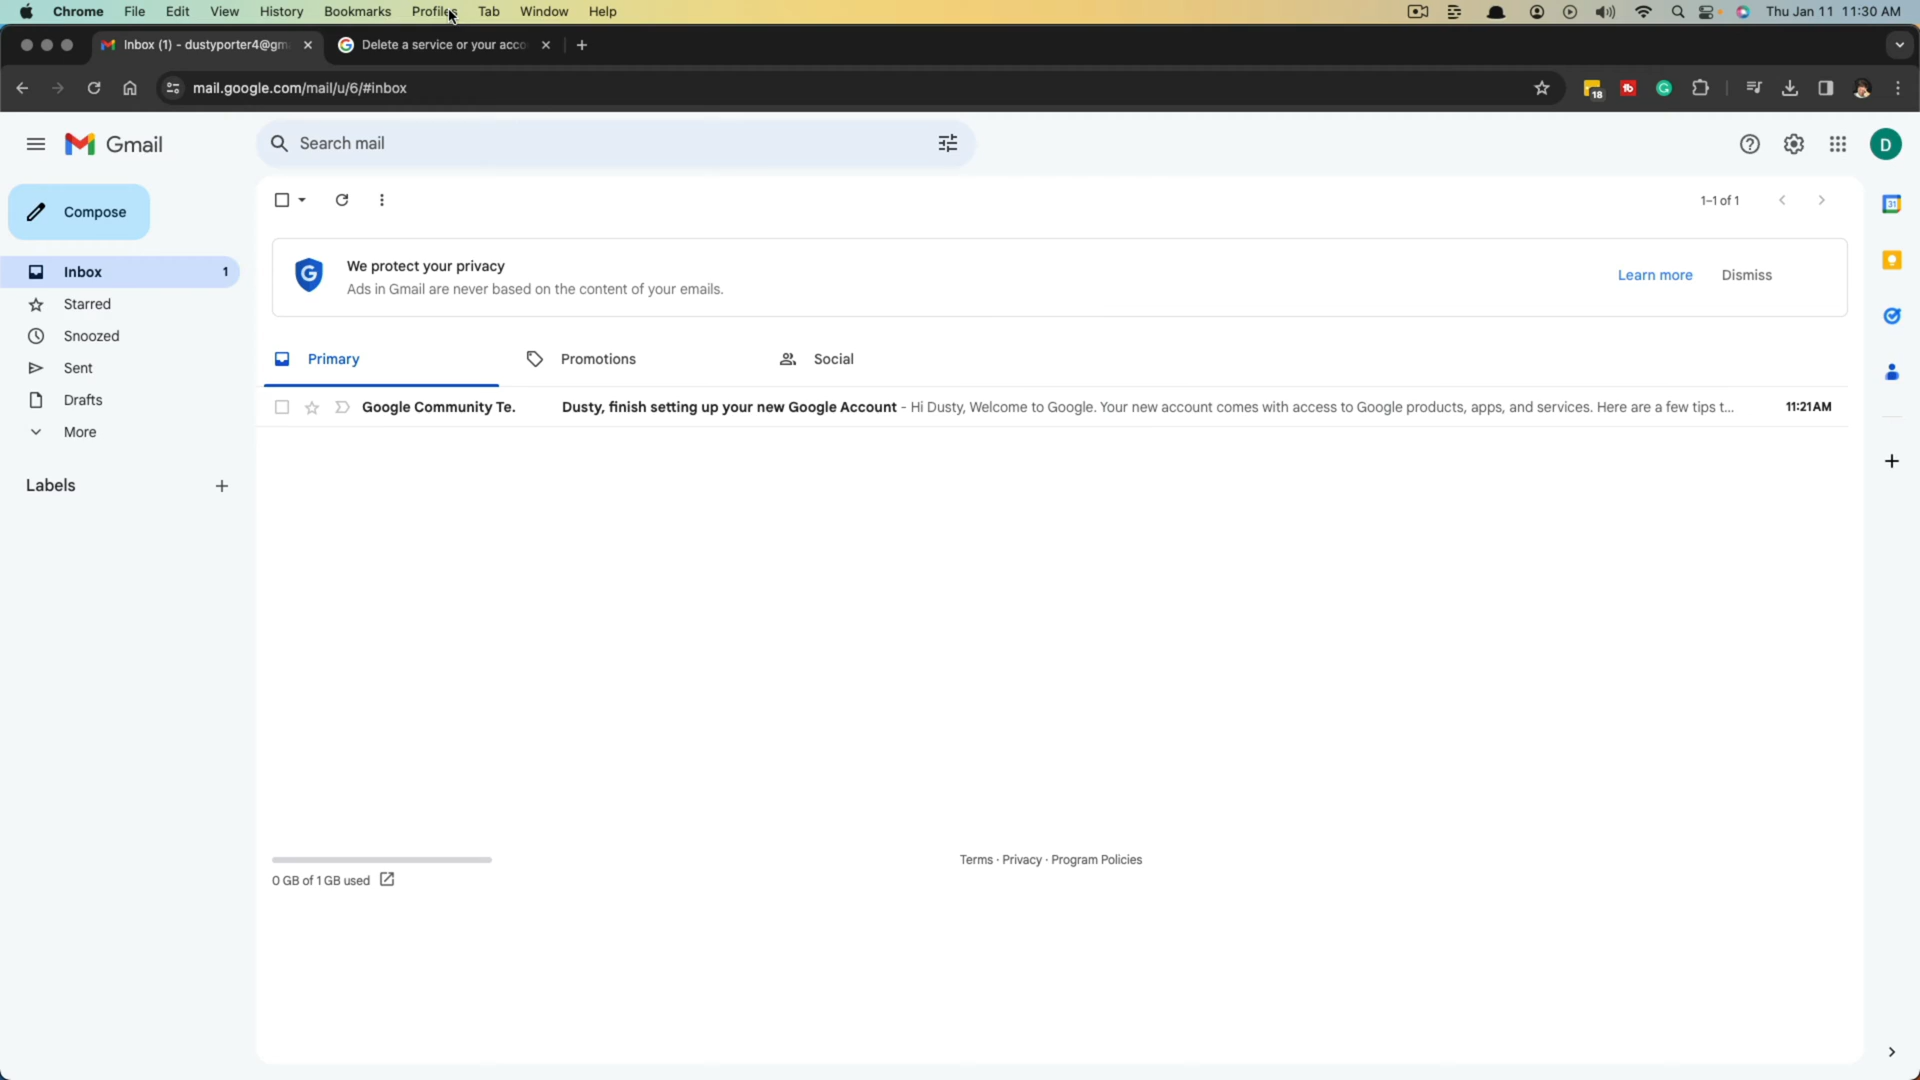 Chrome File Edit View History Bookmarks Profiles Tab Window Help Thu Jan 11 11:30 AM
Inbox (1) - dustyporter4@gm Delete a service or your acco
mail.google.com/mail/u/6/#inbox 18
Gmail Search mail D
Compose 1–1 of 1 31
Inbox 1
Starred
Snoozed
Sent
Drafts
More
Labels
We protect your privacy
Ads in Gmail are never based on the content of your emails.
Learn more Dismiss
Primary Promotions Social
Google Community Te. Dusty, finish setting up your new Google Account - Hi Dusty, Welcome to Google. Your new account comes with access to Google products, apps, and services. Here are a few tips t... 11:21 AM
Terms · Privacy · Program Policies
0 GB of 1 GB used